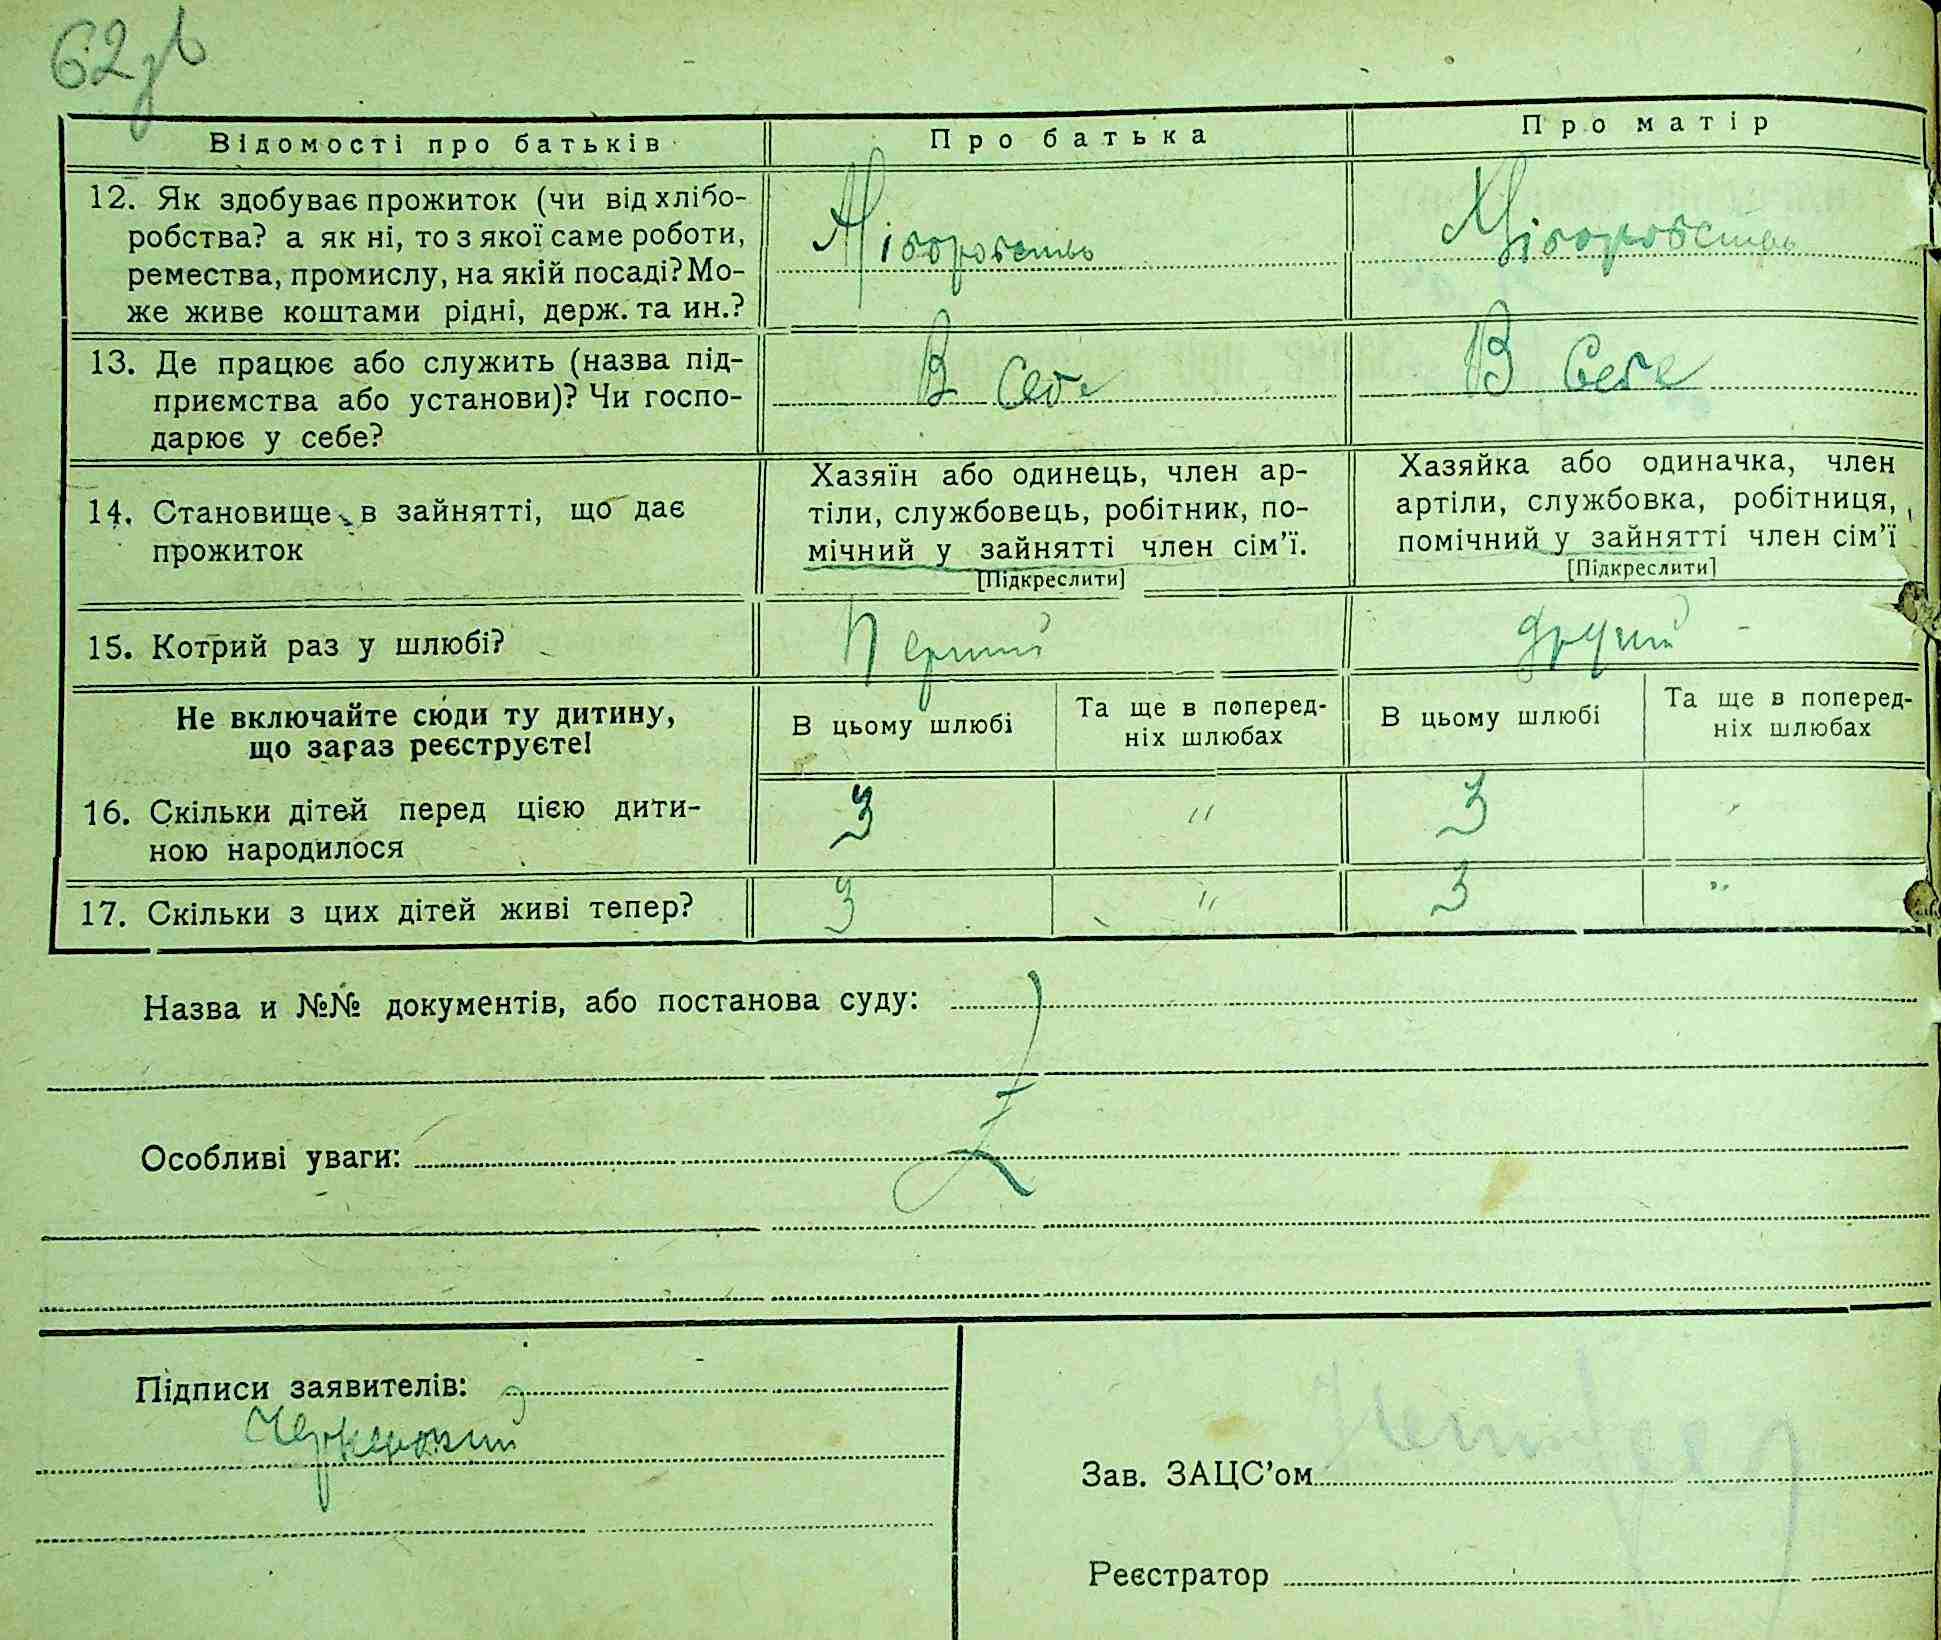 62зв
Відомості про батьків
Про батька
Про матір
12. Як здобуває прожиток (чи від хлібо-
робства? а як ні, то з якої саме роботи,
ремества, промислу, на якій посаді? Мо-
же живе коштами рідні, держ. та ин.?
Хліборобство
Хліборобство
13. Де працює або служить (назва під-
приємства або установи)? Чи госпо-
дарює у себе?
В себе
В себе
14. Становище в зайнятті, що дає
прожиток
Хазяїн або одинець, член ар-
тіли, службовець, робітник, по-
мічний у зайнятті член сім’ї.
[Підкреслити]
Хазяйка або одиначка, член
артіли, службовка, робітниця,
помічний у зайнятті член сім’ї
[Підкреслити]
15. Котрий раз у шлюбі?
Перший
другий
Не включайте сюди ту дитину,
що зараз реєструєте!
В цьому шлюбі
Та ще в поперед-
ніх шлюбах
В цьому шлюбі
Та ще в поперед-
ніх шлюбах
16. Скільки дітей перед цією дити-
ною народилося
3
"
3
"
17. Скільки з цих дітей живі тепер?
3
"
3
"
Назва и №№ документів, або постанова суду:
Особливі уваги:
Підписи заявителів:
Зав. ЗАЦС’ом
Реєстратор